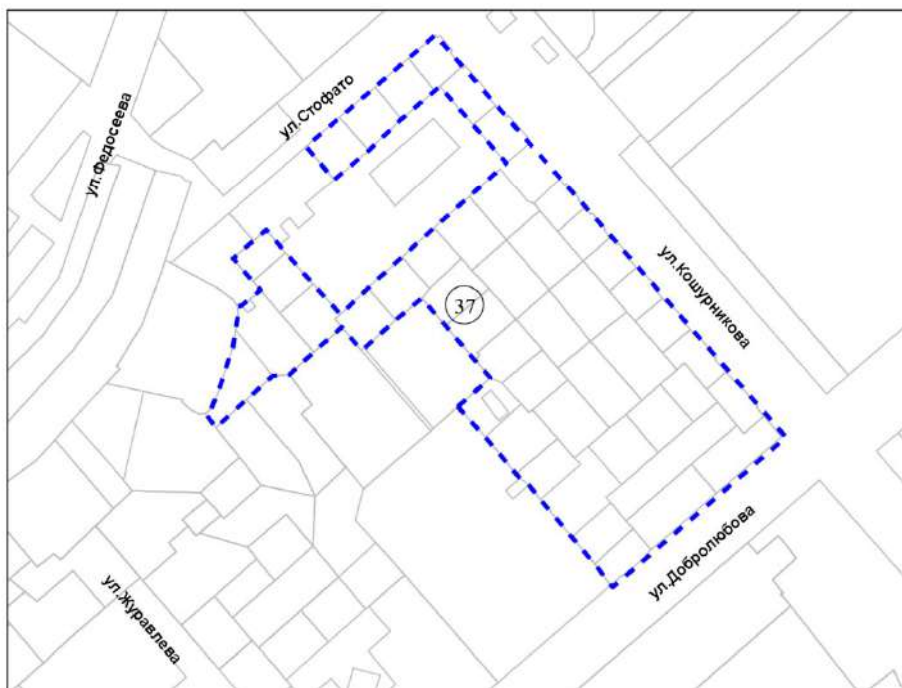 ул.Стофато
ул.Федосеева
ул.Кошурникова
37
ул.Добролюбова
ул.Журавлева